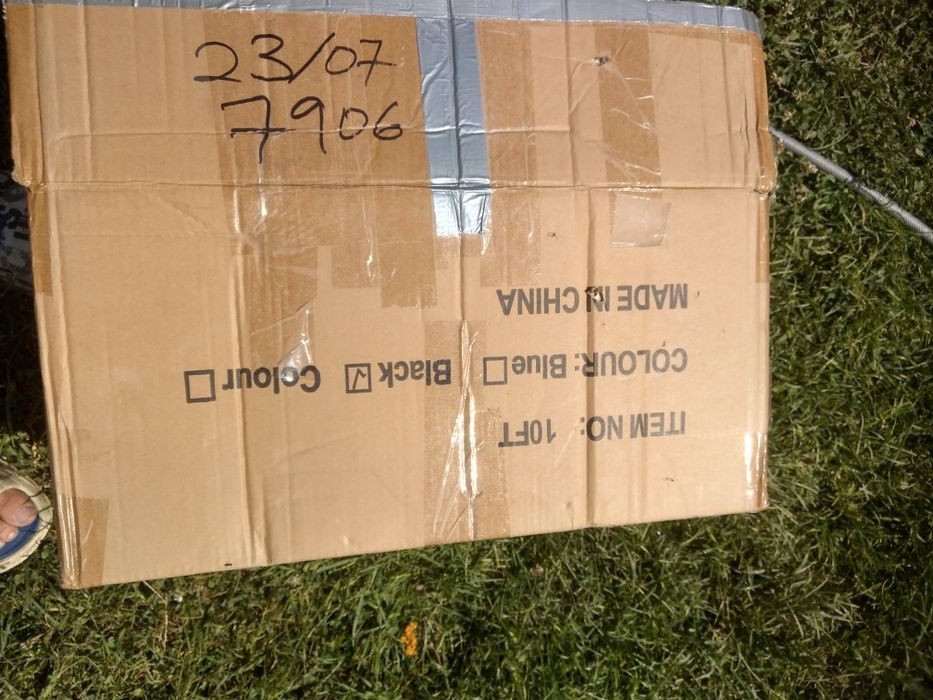 23/07
7906
ITEM NO: 10FT
COLOUR: Blue☐ Black☑ Colour☐
MADE IN CHINA